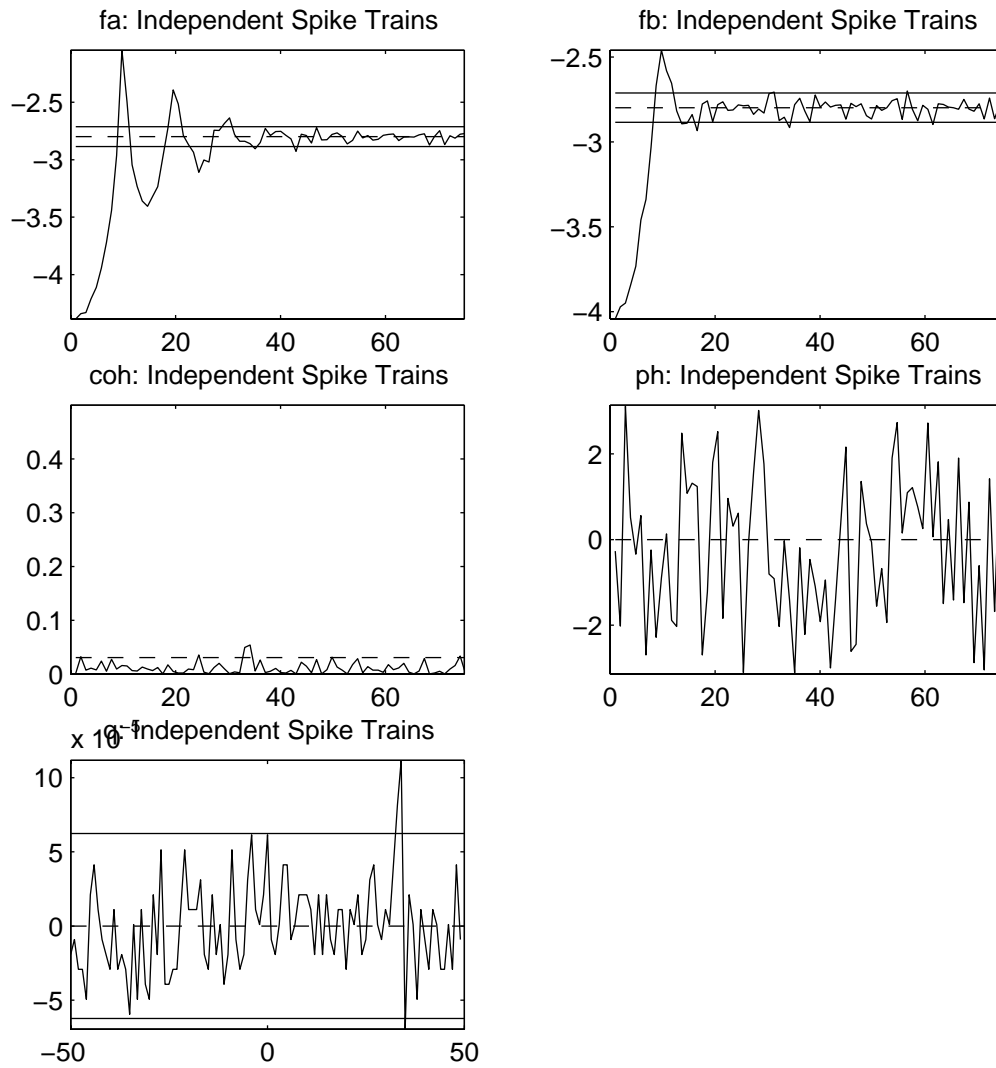 fa: Independent Spike Trains
−2.5
−3
−3.5
−4
0 20 40 60
fb: Independent Spike Trains
−2.5
−3
−3.5
−4
0 20 40 60
coh: Independent Spike Trains
0.4
0.3
0.2
0.1
0
0 20 40 60
ph: Independent Spike Trains
2
0
−2
0 20 40 60
q: Independent Spike Trains
x 10⁻⁵
10
5
0
−5
−50 0 50